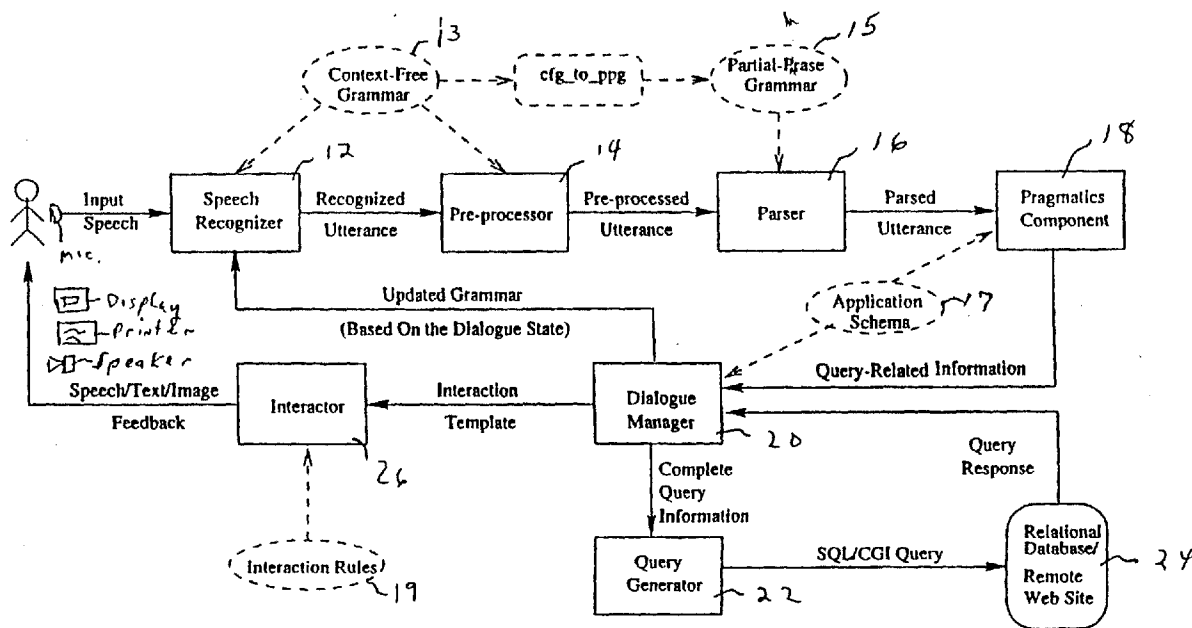 13
15
Context-Free
Grammar
cfg_to_ppg
Partial-Prase
Grammar
12
14
16
18
Input
Speech
Speech
Recognizer
Recognized
Utterance
Pre-processor
Pre-processed
Utterance
Parser
Parsed
Utterance
Pragmatics
Component
mic.
Display
Printer
Speaker
Updated Grammar
(Based On the Dialogue State)
Application
Schema
17
Speech/Text/Image
Feedback
Interactor
26
Interaction
Template
Dialogue
Manager
20
Query-Related Information
Query
Response
Complete
Query
Information
Interaction Rules
19
Query
Generator
22
SQL/CGI Query
Relational
Database/
Remote
Web Site
24